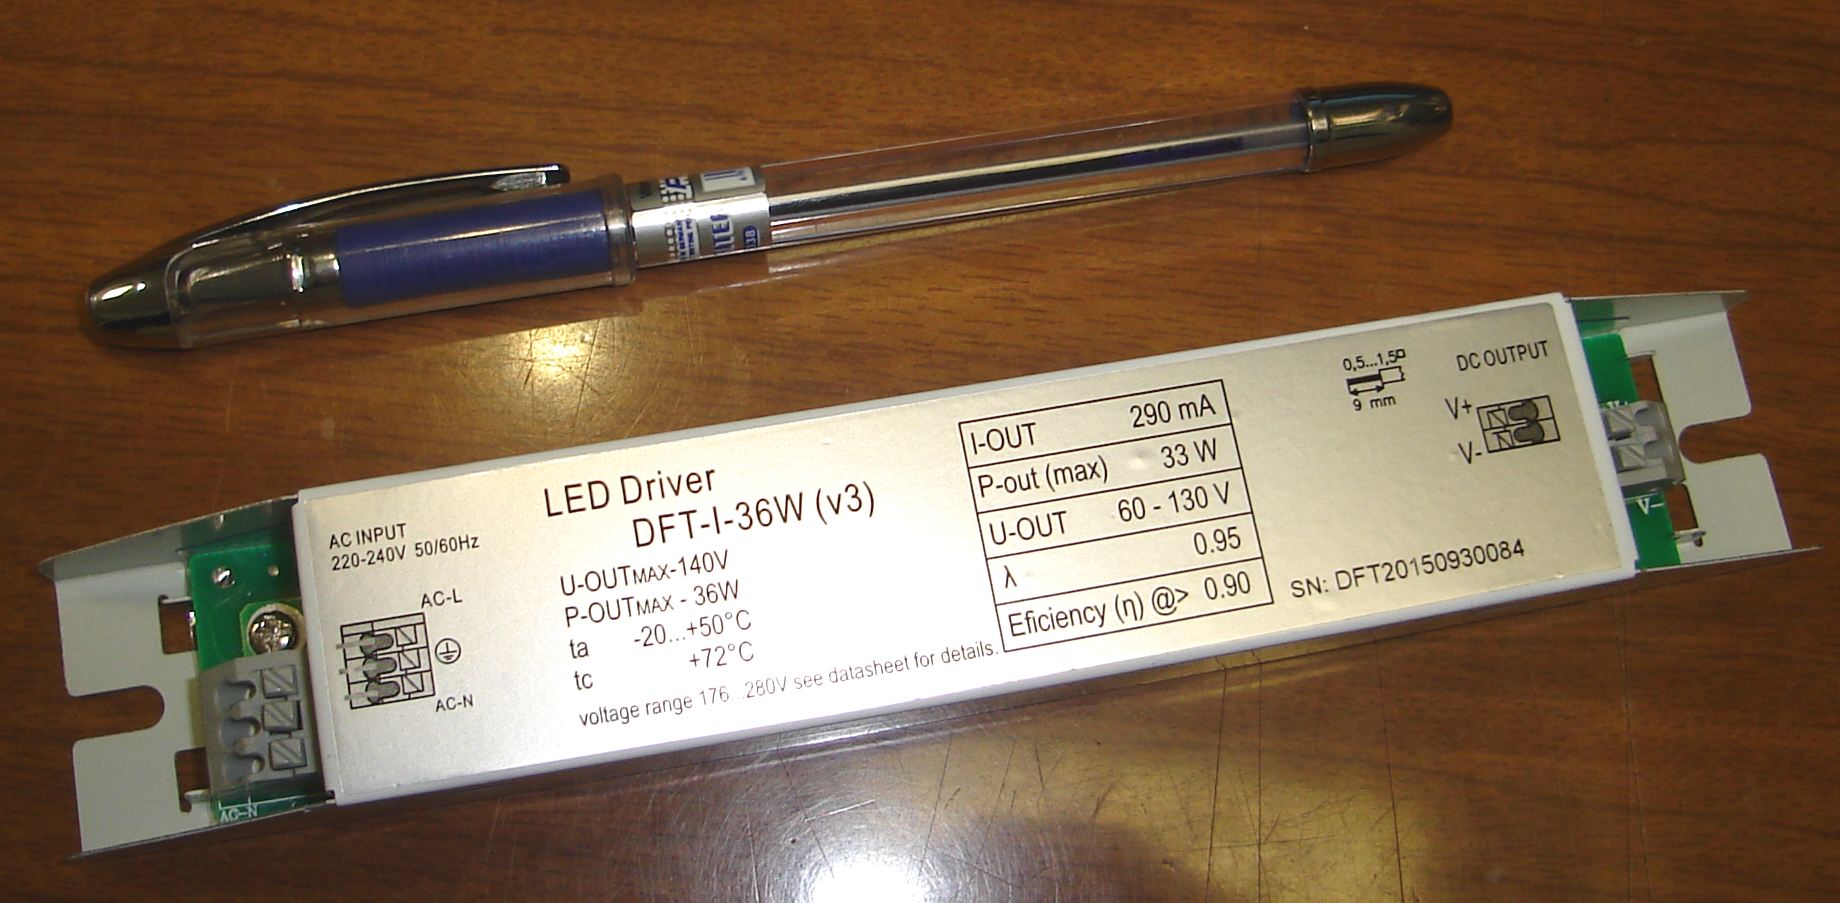 AC INPUT
220-240V 50/60Hz
AC-L
AC-N
LED Driver
DFT-I-36W (v3)
U-OUTMAX-140V
P-OUTMAX - 36W
ta -20...+50°C
tc +72°C
voltage range 176...280V see datasheet for details.
I-OUT 290 mA
P-out (max) 33 W
U-OUT 60 - 130 V
λ 0.95
Eficiency (η) @> 0.90
0,5...1,5
9 mm
DC OUTPUT
V+
V-
SN: DFT20150930084
AC-N
V-